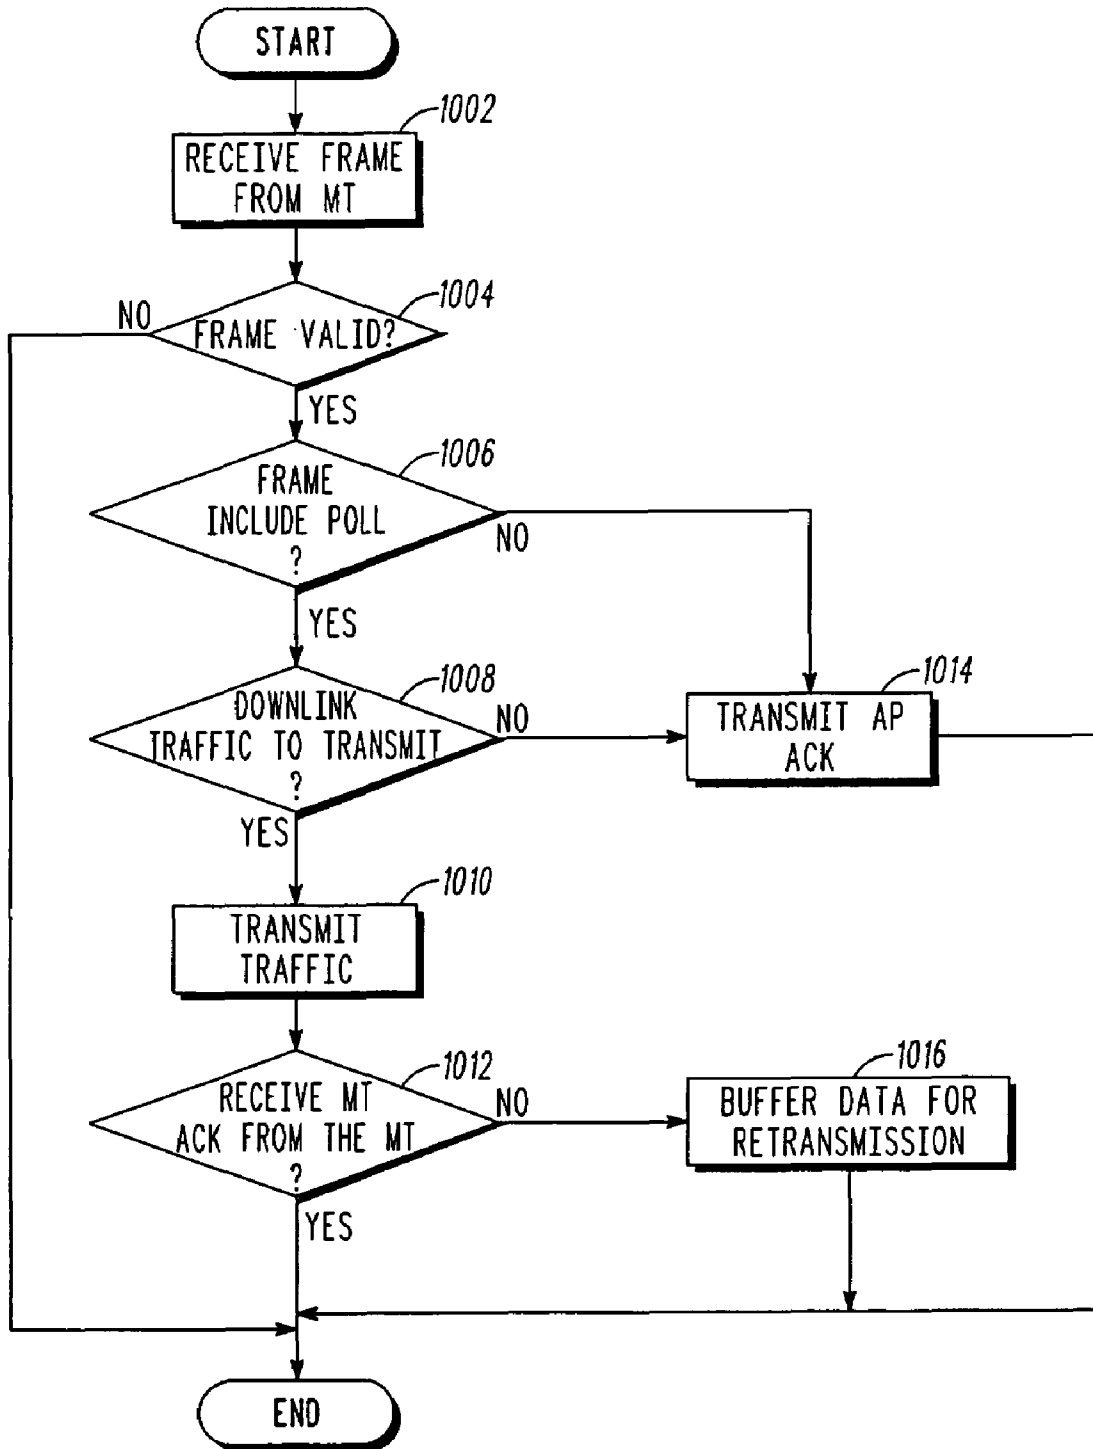 START
1002
RECEIVE FRAME
FROM MT
1004
NO
FRAME VALID?
YES
1006
FRAME
INCLUDE POLL
?
NO
YES
1008
DOWNLINK
TRAFFIC TO TRANSMIT
?
NO
YES
1014
TRANSMIT AP
ACK
1010
TRANSMIT
TRAFFIC
1012
RECEIVE MT
ACK FROM THE MT
?
NO
YES
1016
BUFFER DATA FOR
RETRANSMISSION
END